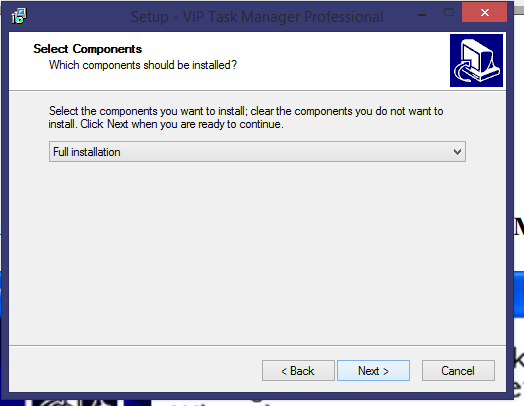 Setup - VIP Task Manager Professional
Select Components
Which components should be installed?
Select the components you want to install; clear the components you do not want to
install. Click Next when you are ready to continue.
Full installation
< Back
Next >
Cancel